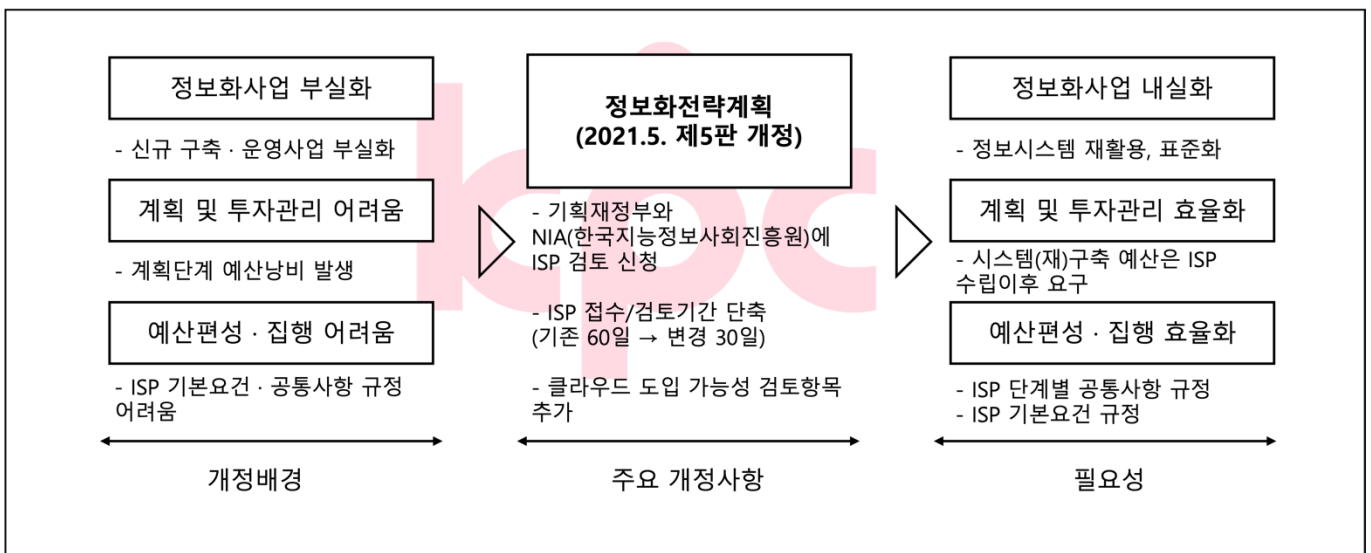 정보화사업 부실화
- 신규 구축 · 운영사업 부실화
계획 및 투자관리 어려움
- 계획단계 예산낭비 발생
예산편성 · 집행 어려움
- ISP 기본요건 · 공통사항 규정
어려움
개정배경
정보화전략계획
(2021.5. 제5판 개정)
- 기획재정부와
NIA(한국지능정보사회진흥원)에
ISP 검토 신청
- ISP 접수/검토기간 단축
(기존 60일 → 변경 30일)
- 클라우드 도입 가능성 검토항목
추가
주요 개정사항
정보화사업 내실화
- 정보시스템 재활용, 표준화
계획 및 투자관리 효율화
- 시스템(재)구축 예산은 ISP
수립이후 요구
예산편성 · 집행 효율화
- ISP 단계별 공통사항 규정
- ISP 기본요건 규정
필요성
kpc